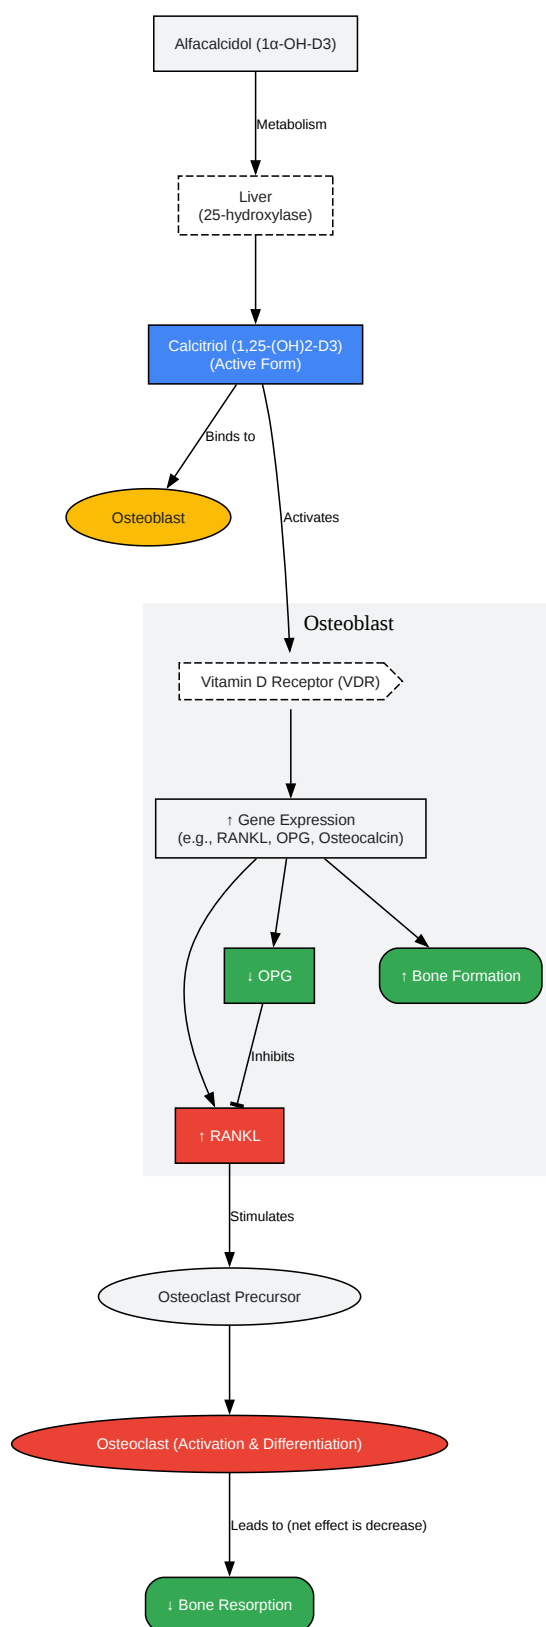 Alfacalcidol (1α-OH-D3)
Metabolism
Liver
(25-hydroxylase)
Calcitriol (1,25-(OH)2-D3)
(Active Form)
Binds to
Osteoblast
Activates
Osteoblast
Vitamin D Receptor (VDR)
↑ Gene Expression
(e.g., RANKL, OPG, Osteocalcin)
↓ OPG
↑ Bone Formation
Inhibits
↑ RANKL
Stimulates
Osteoclast Precursor
Osteoclast (Activation & Differentiation)
Leads to (net effect is decrease)
↓ Bone Resorption